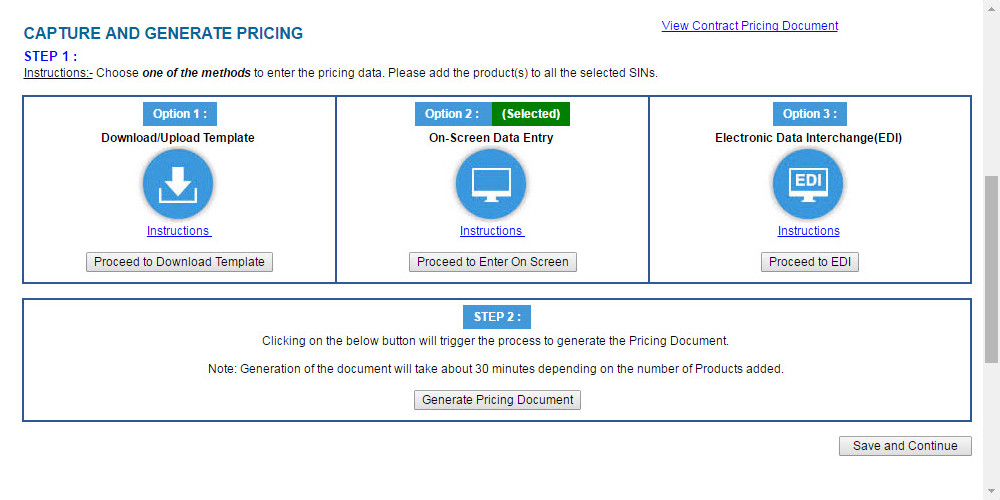 CAPTURE AND GENERATE PRICING
View Contract Pricing Document
STEP 1 :
Instructions:- Choose one of the methods to enter the pricing data. Please add the product(s) to all the selected SINs.
Option 1 :
Download/Upload Template
Instructions
Proceed to Download Template
Option 2 : (Selected)
On-Screen Data Entry
Instructions
Proceed to Enter On Screen
Option 3 :
Electronic Data Interchange(EDI)
EDI
Instructions
Proceed to EDI
STEP 2 :
Clicking on the below button will trigger the process to generate the Pricing Document.
Note: Generation of the document will take about 30 minutes depending on the number of Products added.
Generate Pricing Document
Save and Continue